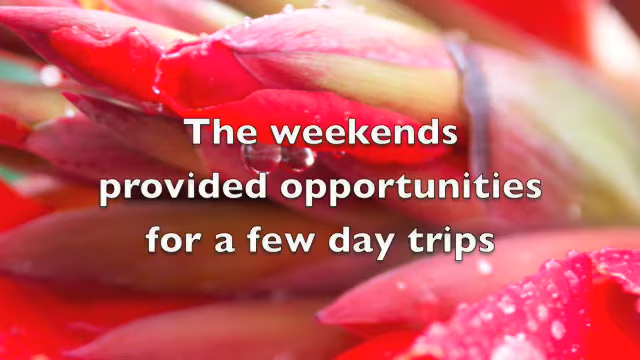 The weekends
provided opportunities
for a few day trips